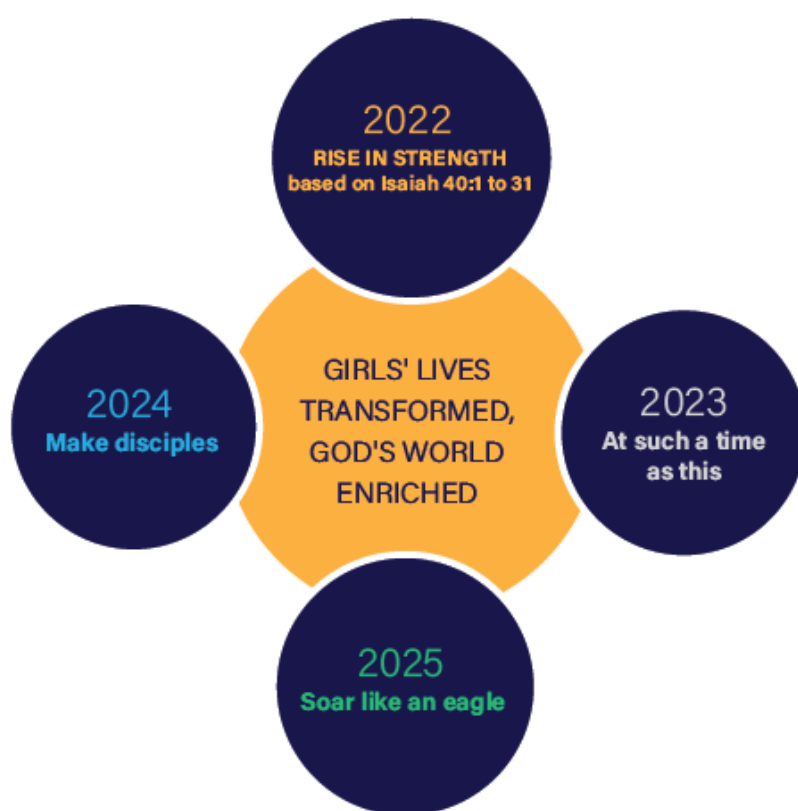 2022
RISE IN STRENGTH
based on Isaiah 40:1 to 31
GIRLS' LIVES
TRANSFORMED,
GOD'S WORLD
ENRICHED
2024
Make disciples
2023
At such a time
as this
2025
Soar like an eagle